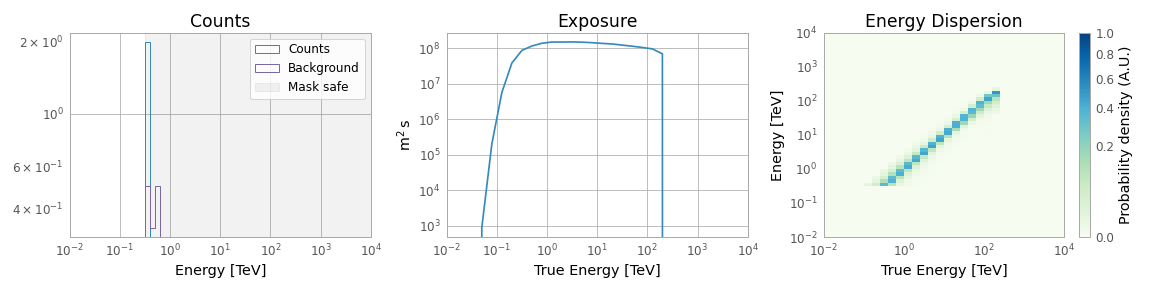 Counts
2 × 10⁰
10⁰
6 × 10⁻¹
4 × 10⁻¹
Counts
Background
Mask safe
10⁻² 10⁻¹ 10⁰ 10¹ 10² 10³ 10⁴
Energy [TeV]
Exposure
m² s
10⁸
10⁷
10⁶
10⁵
10⁴
10³
10⁻² 10⁻¹ 10⁰ 10¹ 10² 10³ 10⁴
True Energy [TeV]
Energy Dispersion
Energy [TeV]
10⁴
10³
10²
10¹
10⁰
10⁻¹
10⁻²
10⁻² 10⁰ 10² 10⁴
True Energy [TeV]
1.0
0.8
0.6
0.4
0.2
0.0
Probability density (A.U.)